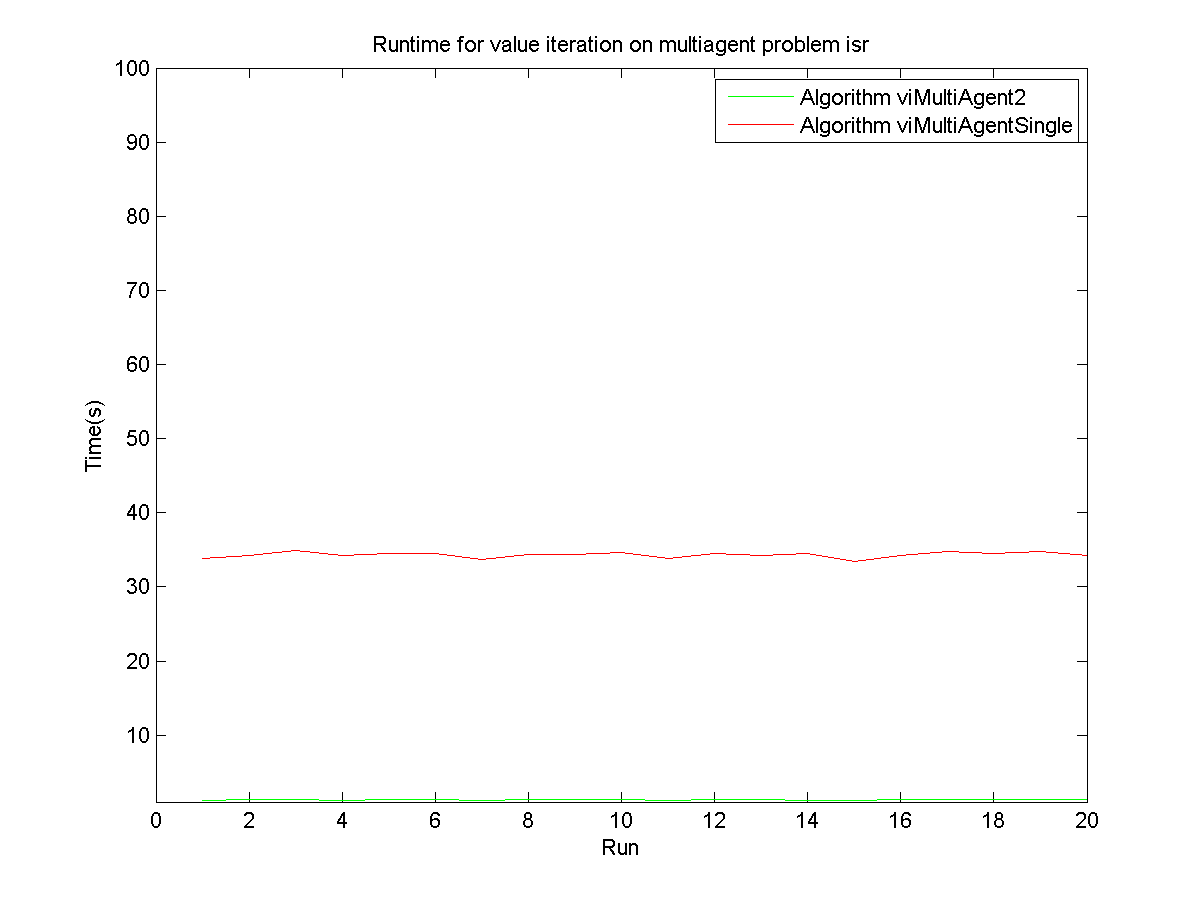 Runtime for value iteration on multiagent problem isr
100
Algorithm viMultiAgent2
Algorithm viMultiAgentSingle
90
80
70
60
50
40
30
20
10
Time(s)
0 2 4 6 8 10 12 14 16 18 20
Run